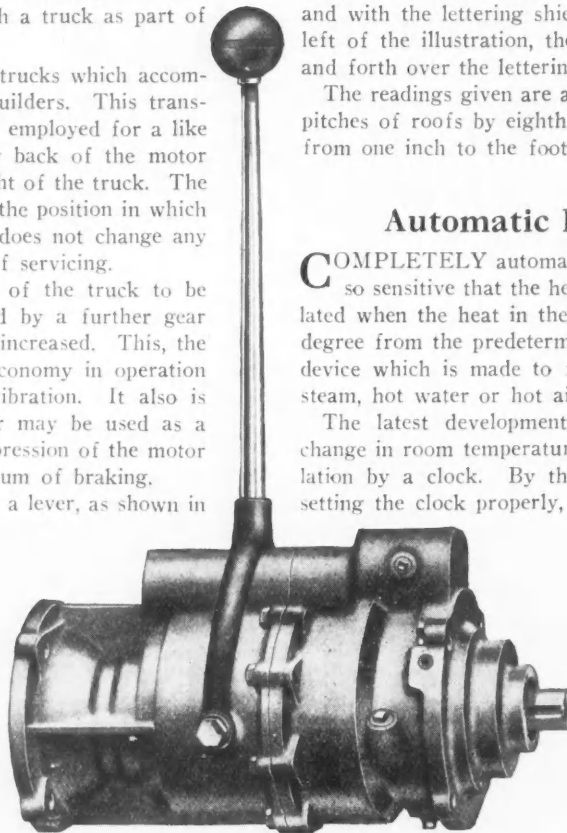 h a truck as part of
trucks which accom-
uilders. This trans-
employed for a like
back of the motor
ht of the truck. The
the position in which
does not change any
f servicing.
of the truck to be
d by a further gear
increased. This, the
conomy in operation
ibration. It also is
r may be used as a
pression of the motor
um of braking.
a lever, as shown in
and with the lettering shie
left of the illustration, the
and forth over the lettering
The readings given are a
pitches of roofs by eighth
from one inch to the foot
Automatic
COMPLETELY automa
so sensitive that the he
lated when the heat in the
degree from the predeterm
device which is made to
steam, hot water or hot ai
The latest development
change in room temperatur
lation by a clock. By th
setting the clock properly,